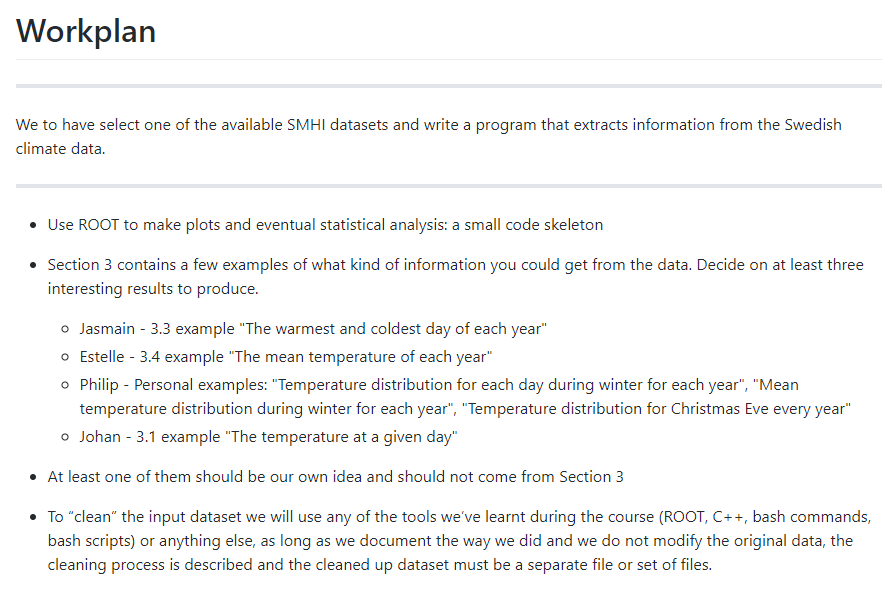 Workplan
We to have select one of the available SMHI datasets and write a program that extracts information from the Swedish
climate data.
• Use ROOT to make plots and eventual statistical analysis: a small code skeleton
• Section 3 contains a few examples of what kind of information you could get from the data. Decide on at least three
interesting results to produce.
◦ Jasmain - 3.3 example "The warmest and coldest day of each year"
◦ Estelle - 3.4 example "The mean temperature of each year"
◦ Philip - Personal examples: "Temperature distribution for each day during winter for each year", "Mean
temperature distribution during winter for each year", "Temperature distribution for Christmas Eve every year"
◦ Johan - 3.1 example "The temperature at a given day"
• At least one of them should be our own idea and should not come from Section 3
• To “clean” the input dataset we will use any of the tools we’ve learnt during the course (ROOT, C++, bash commands,
bash scripts) or anything else, as long as we document the way we did and we do not modify the original data, the
cleaning process is described and the cleaned up dataset must be a separate file or set of files.